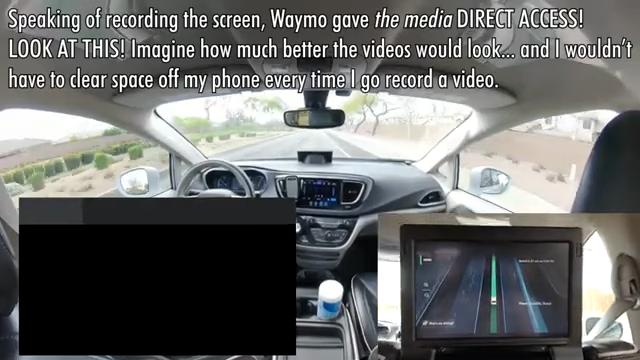 Speaking of recording the screen, Waymo gave the media DIRECT ACCESS!
LOOK AT THIS! Imagine how much better the videos would look... and I wouldn't
have to clear space off my phone every time I go record a video.